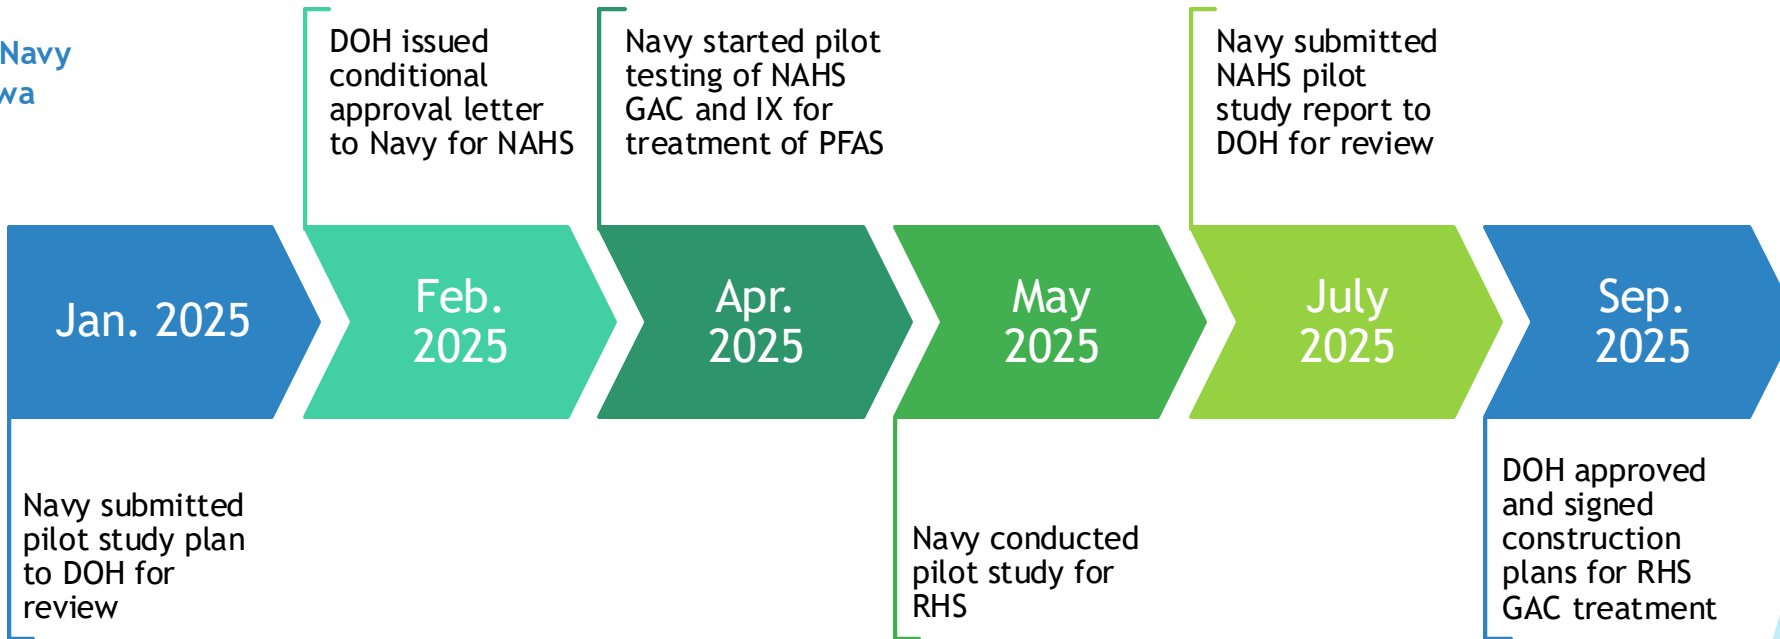 Navy
wa
DOH issued
conditional
approval letter
to Navy for NAHS
Navy started pilot
testing of NAHS
GAC and IX for
treatment of PFAS
Navy submitted
NAHS pilot
study report to
DOH for review
Jan. 2025
Feb.
2025
Apr.
2025
May
2025
July
2025
Sep.
2025
Navy submitted
pilot study plan
to DOH for
review
Navy conducted
pilot study for
RHS
DOH approved
and signed
construction
plans for RHS
GAC treatment